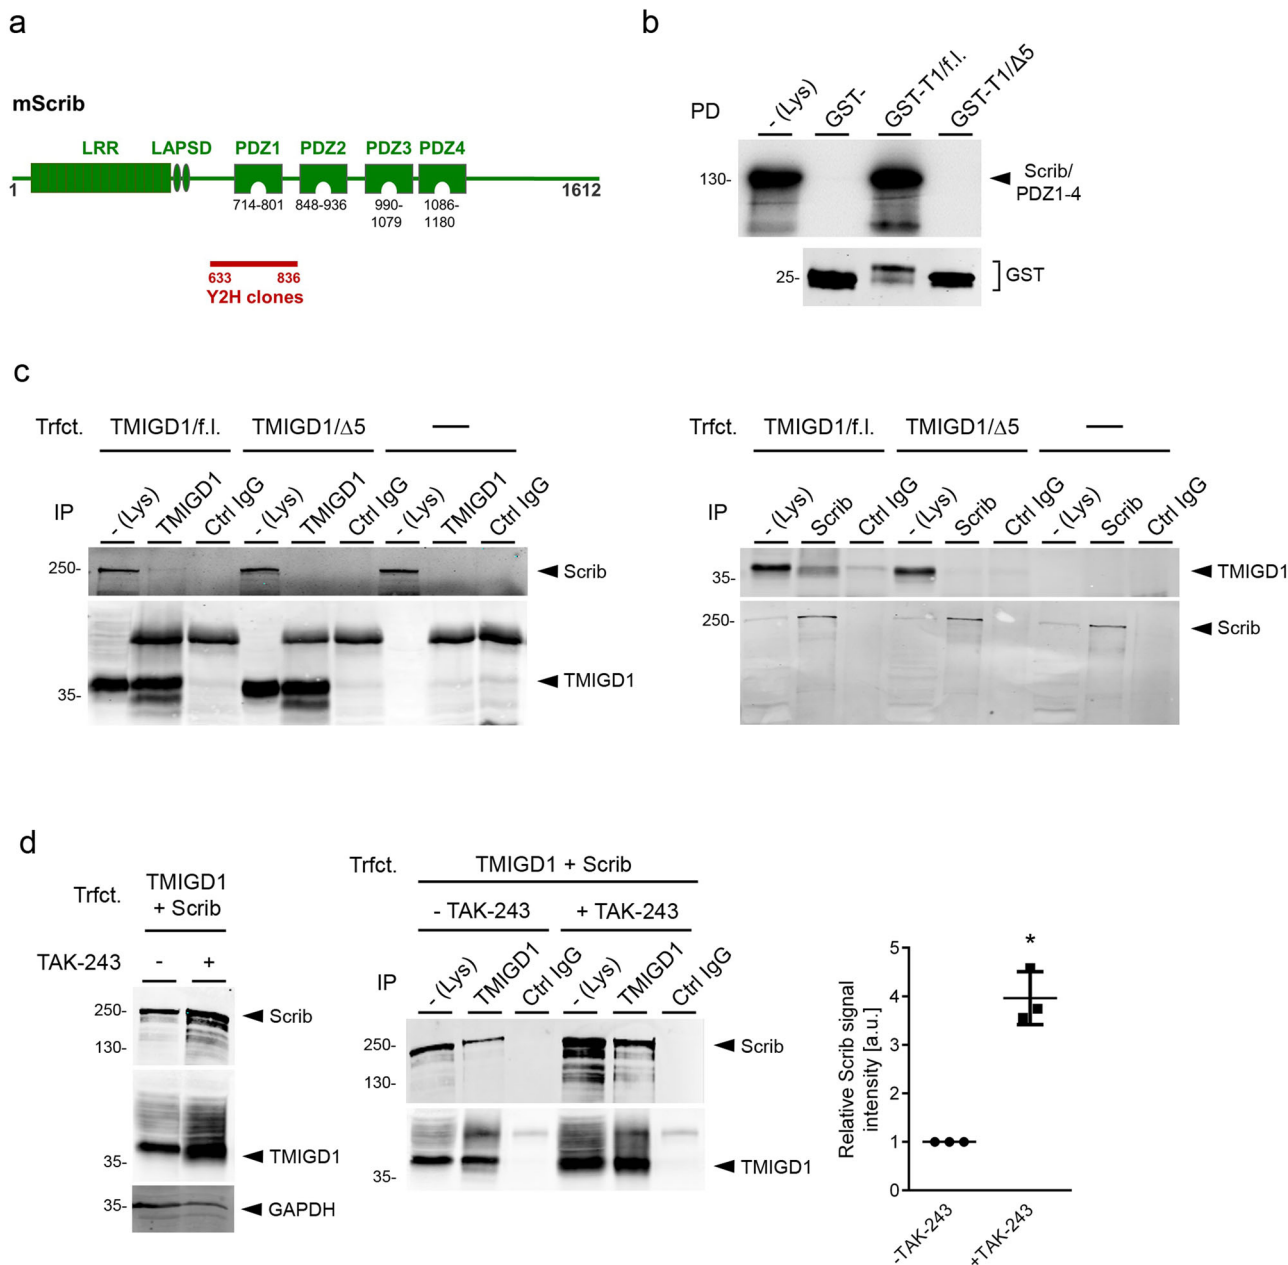 a
mScrib
LRR LAPSD PDZ1 PDZ2 PDZ3 PDZ4
1 1612
714-801 848-936 990- 1086-
1079 1180
633 836
Y2H clones
b
PD - (Lys) GST- GST-T1/f.l. GST-T1/Δ5
130- Scrib/
PDZ1-4
25- GST
c
Trfct. TMIGD1/f.l. TMIGD1/Δ5 —
IP - (Lys) TMIGD1 Ctrl IgG - (Lys) TMIGD1 Ctrl IgG - (Lys) TMIGD1 Ctrl IgG
250- Scrib
35- TMIGD1
Trfct. TMIGD1/f.l. TMIGD1/Δ5 —
IP - (Lys) Scrib Ctrl IgG - (Lys) Scrib Ctrl IgG - (Lys) Scrib Ctrl IgG
35- TMIGD1
250- Scrib
d
Trfct. TMIGD1
+ Scrib
TAK-243 - +
250- Scrib
130-
35- TMIGD1
35- GAPDH
Trfct. TMIGD1 + Scrib
- TAK-243 + TAK-243
IP - (Lys) TMIGD1 Ctrl IgG - (Lys) TMIGD1 Ctrl IgG
250- Scrib
130-
35- TMIGD1
Relative Scrib signal
intensity [a.u.]
5
4
3
2
1
0
*
-TAK-243 +TAK-243